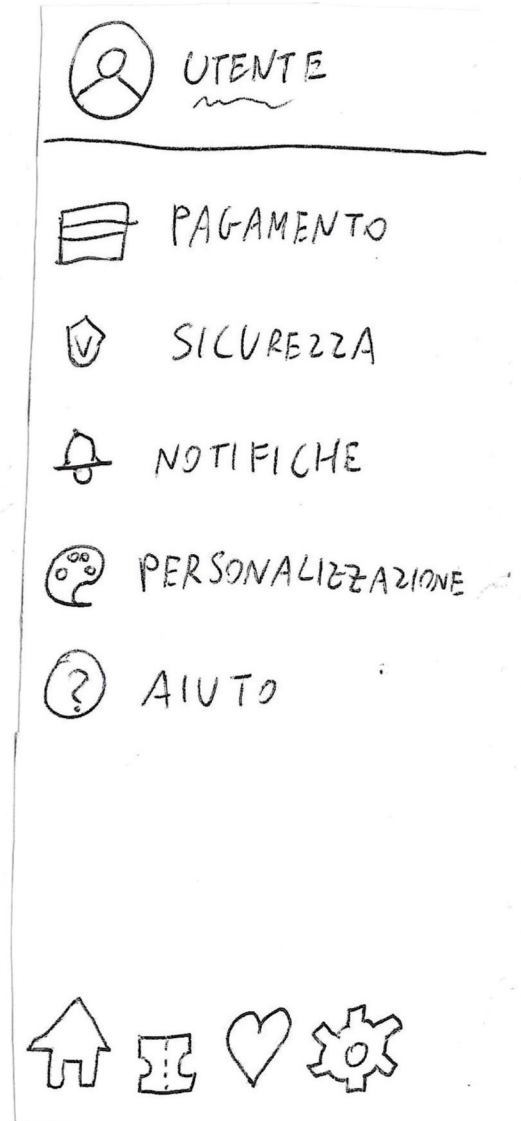 UTENTE
PAGAMENTO
SICUREZZA
NOTIFICHE
PERSONALIZZAZIONE
? AIUTO